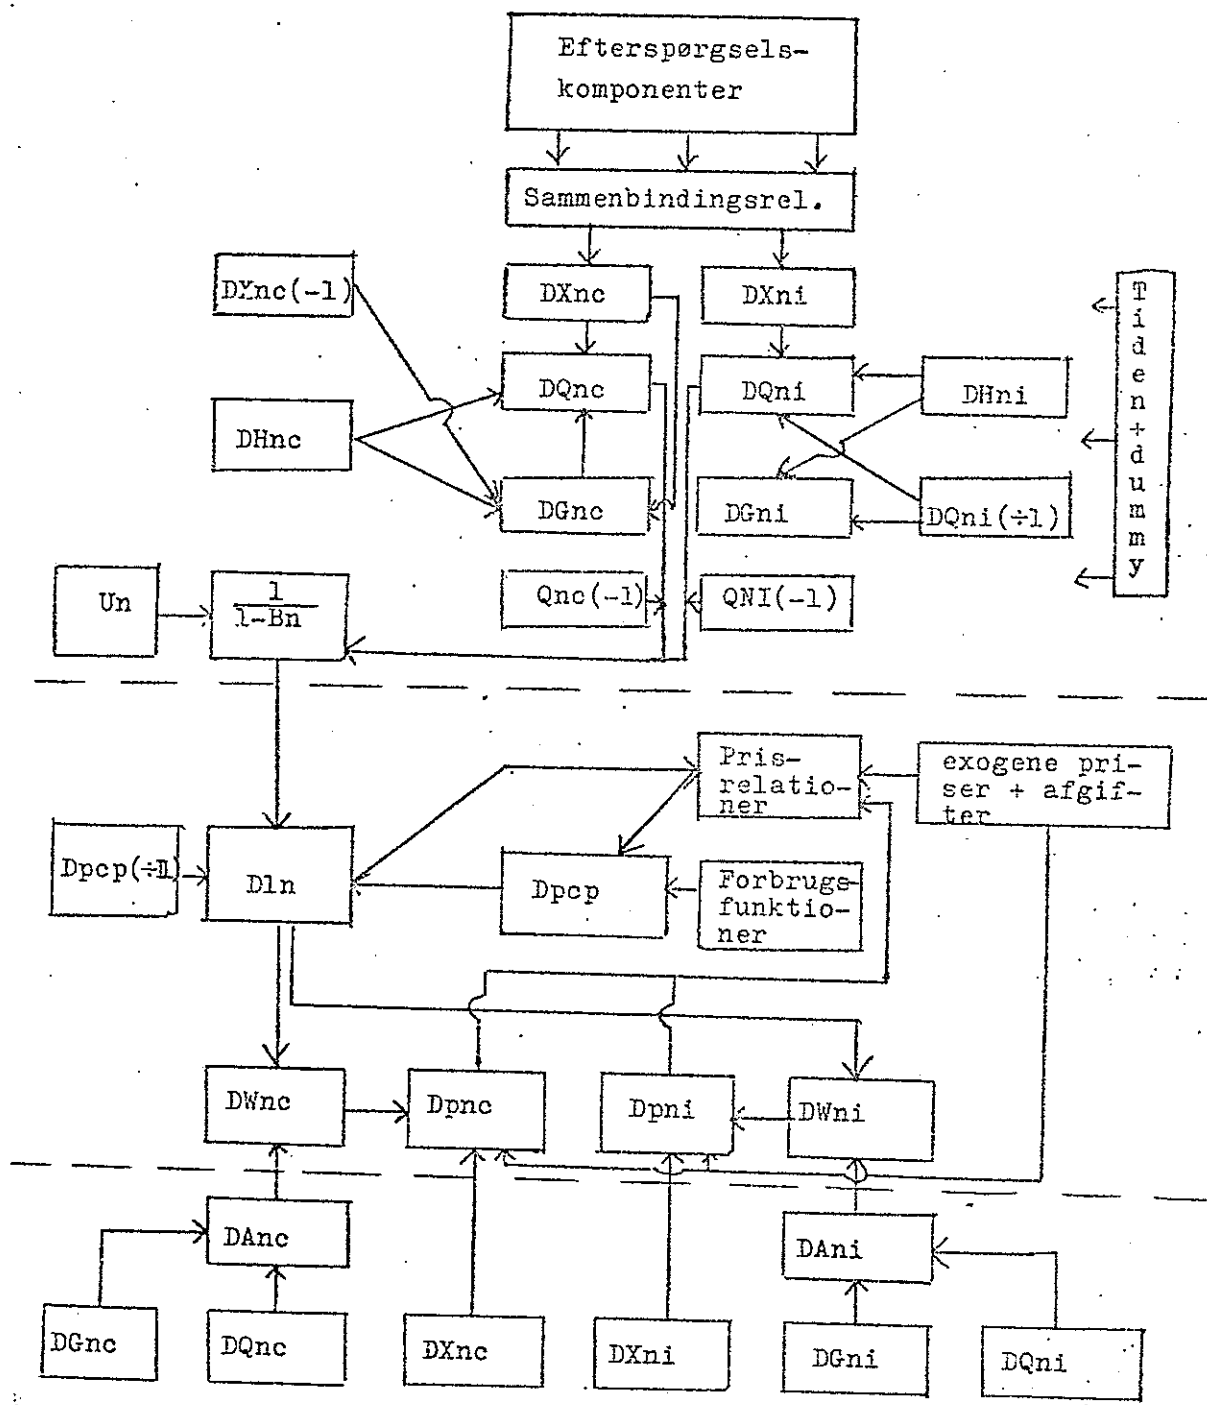 Efterspørgsels-
komponenter
Sammenbindingsrel.
DXnc(-1)
DXnc
DXni
DQnc
DQni
DHni
DHnc
DGnc
DGni
DQni(÷1)
Tiden÷dummy
Un
1
1-Bn
Qnc(-1)
QNI(-1)
Pris-
relatio-
ner
exogene pri-
ser + afgif-
ter
Dpcp(÷1)
Dln
Dpcp
Forbrugs-
funktio-
ner
DWnc
Dpnc
Dpni
DWni
DAnc
DAni
DGnc
DQnc
DXnc
DXni
DGni
DQni